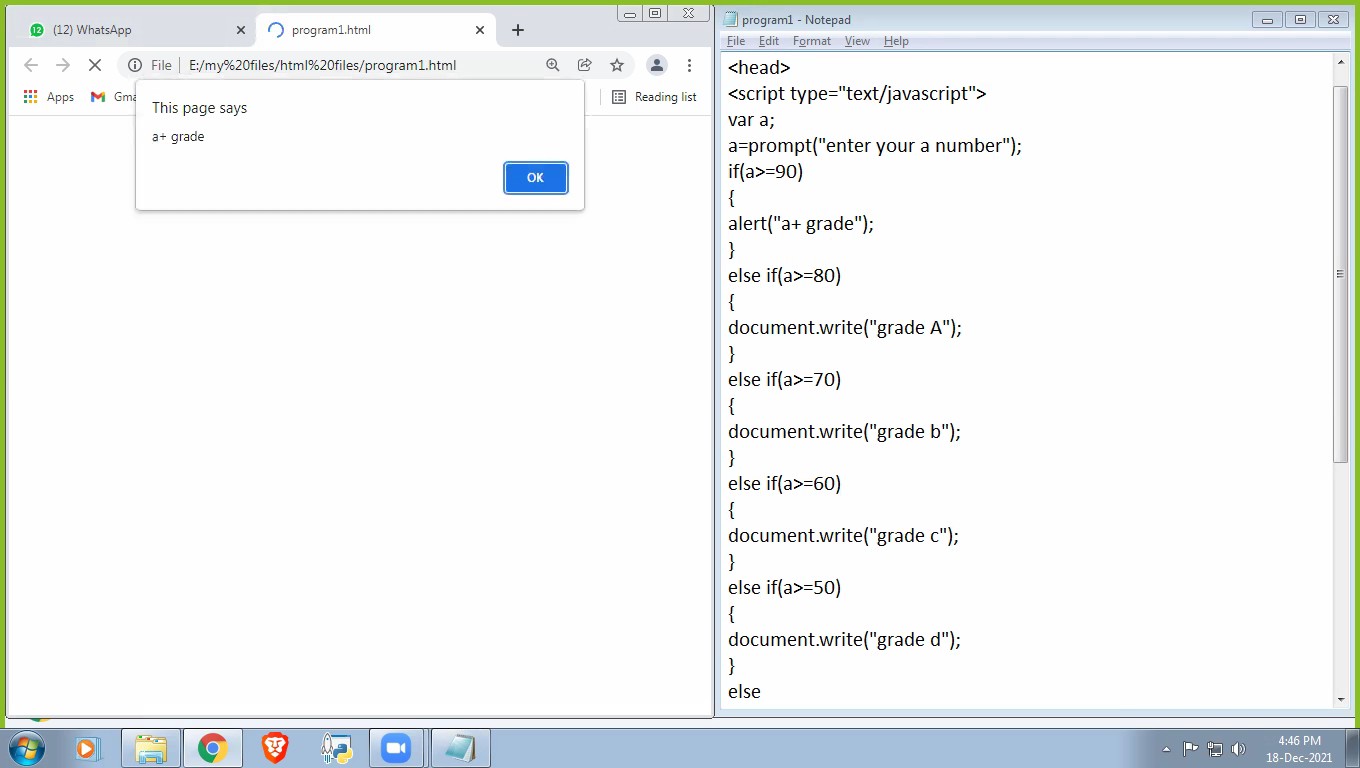 (12) WhatsApp
program1.html
File
E:/my%20files/html%20files/program1.html
Apps
Gma
Reading list
This page says
a+ grade
OK
program1 - Notepad
File Edit Format View Help
<head>
<script type="text/javascript">
var a;
a=prompt("enter your a number");
if(a>=90)
{
alert("a+ grade");
}
else if(a>=80)
{
document.write("grade A");
}
else if(a>=70)
{
document.write("grade b");
}
else if(a>=60)
{
document.write("grade c");
}
else if(a>=50)
{
document.write("grade d");
}
else
4:46 PM
18-Dec-2021